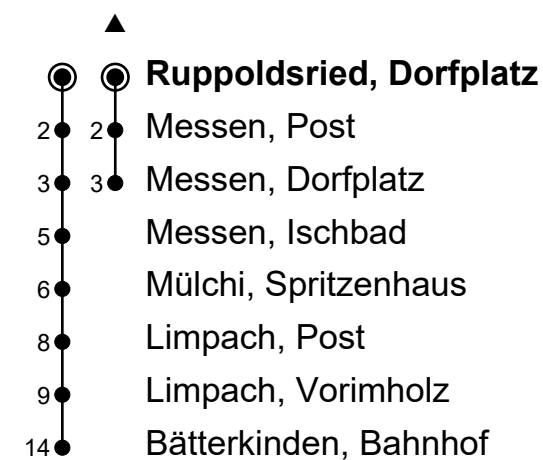 ▲
Ruppoldsried, Dorfplatz
2 2 Messen, Post
3 3 Messen, Dorfplatz
5 Messen, Ischbad
6 Mülchi, Spritzenhaus
8 Limpach, Post
9 Limpach, Vorimholz
14 Bätterkinden, Bahnhof